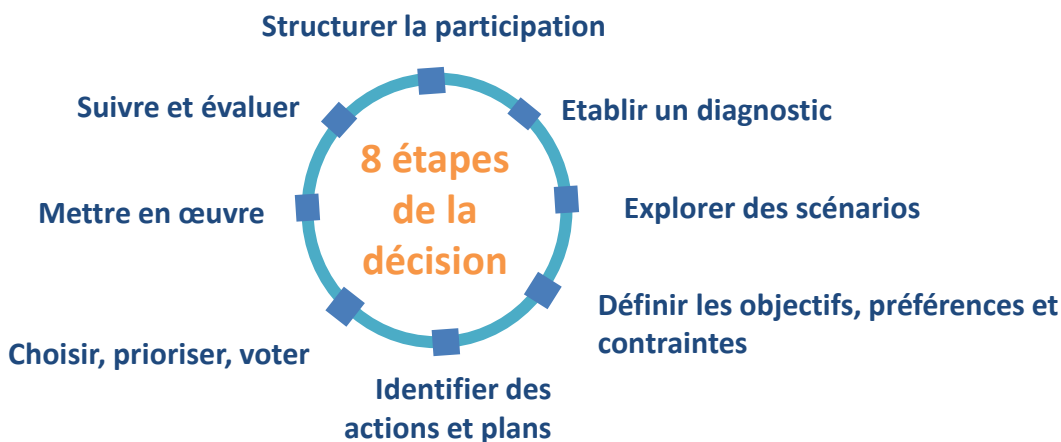 Structurer la participation
Suivre et évaluer
Etablir un diagnostic
8 étapes
de la
décision
Mettre en œuvre
Explorer des scénarios
Définir les objectifs, préférences et
contraintes
Choisir, prioriser, voter
Identifier des
actions et plans